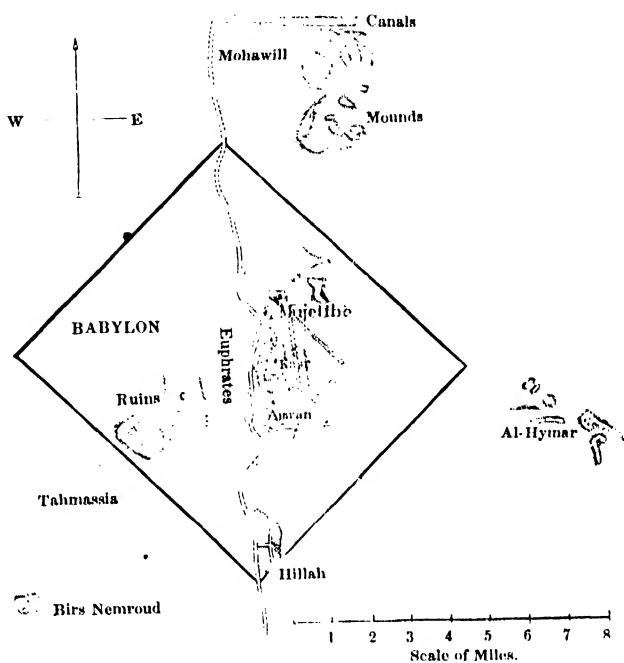 Canals
Mohawill
W E
Mounds
Mujelibè
BABYLON
Euphrates
Kasr
Ruins
Amran
Al-Hymar
Tahmassia
Hillah
Birs Nemroud
1 2 3 4 5 6 7 8
Scale of Miles.